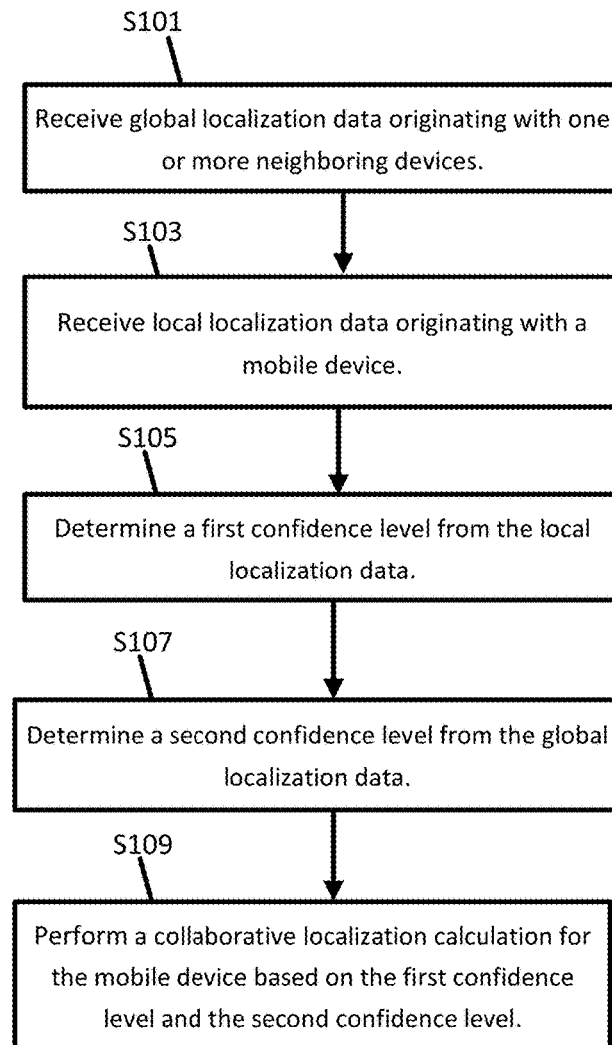 S101
Receive global localization data originating with one
or more neighboring devices.
S103
Receive local localization data originating with a
mobile device.
S105
Determine a first confidence level from the local
localization data.
S107
Determine a second confidence level from the global
localization data.
S109
Perform a collaborative localization calculation for
the mobile device based on the first confidence
level and the second confidence level.